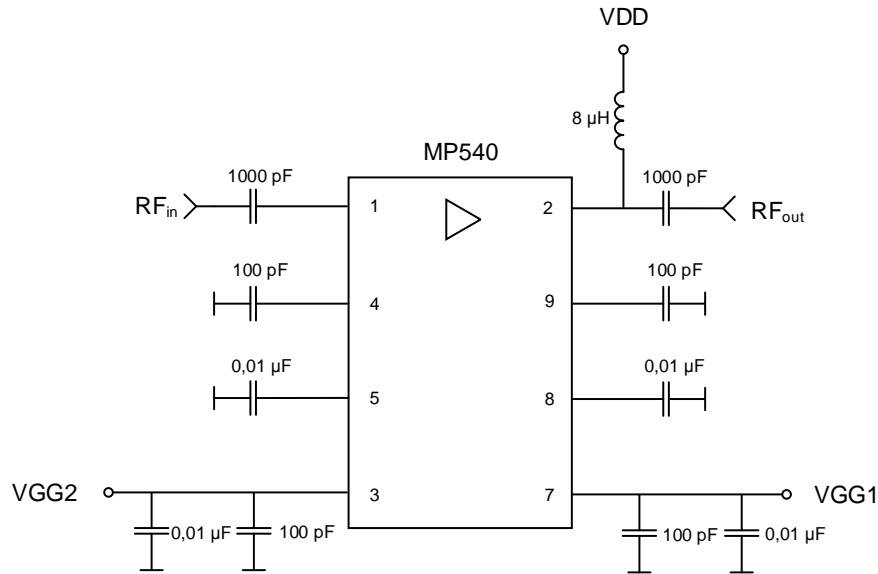 VDD
8 µH
MP540
1000 pF
1000 pF
RFin
1
2
RFout
100 pF
100 pF
4
9
0,01 µF
0,01 µF
5
8
VGG2
3
7
VGG1
0,01 µF
100 pF
100 pF
0,01 µF